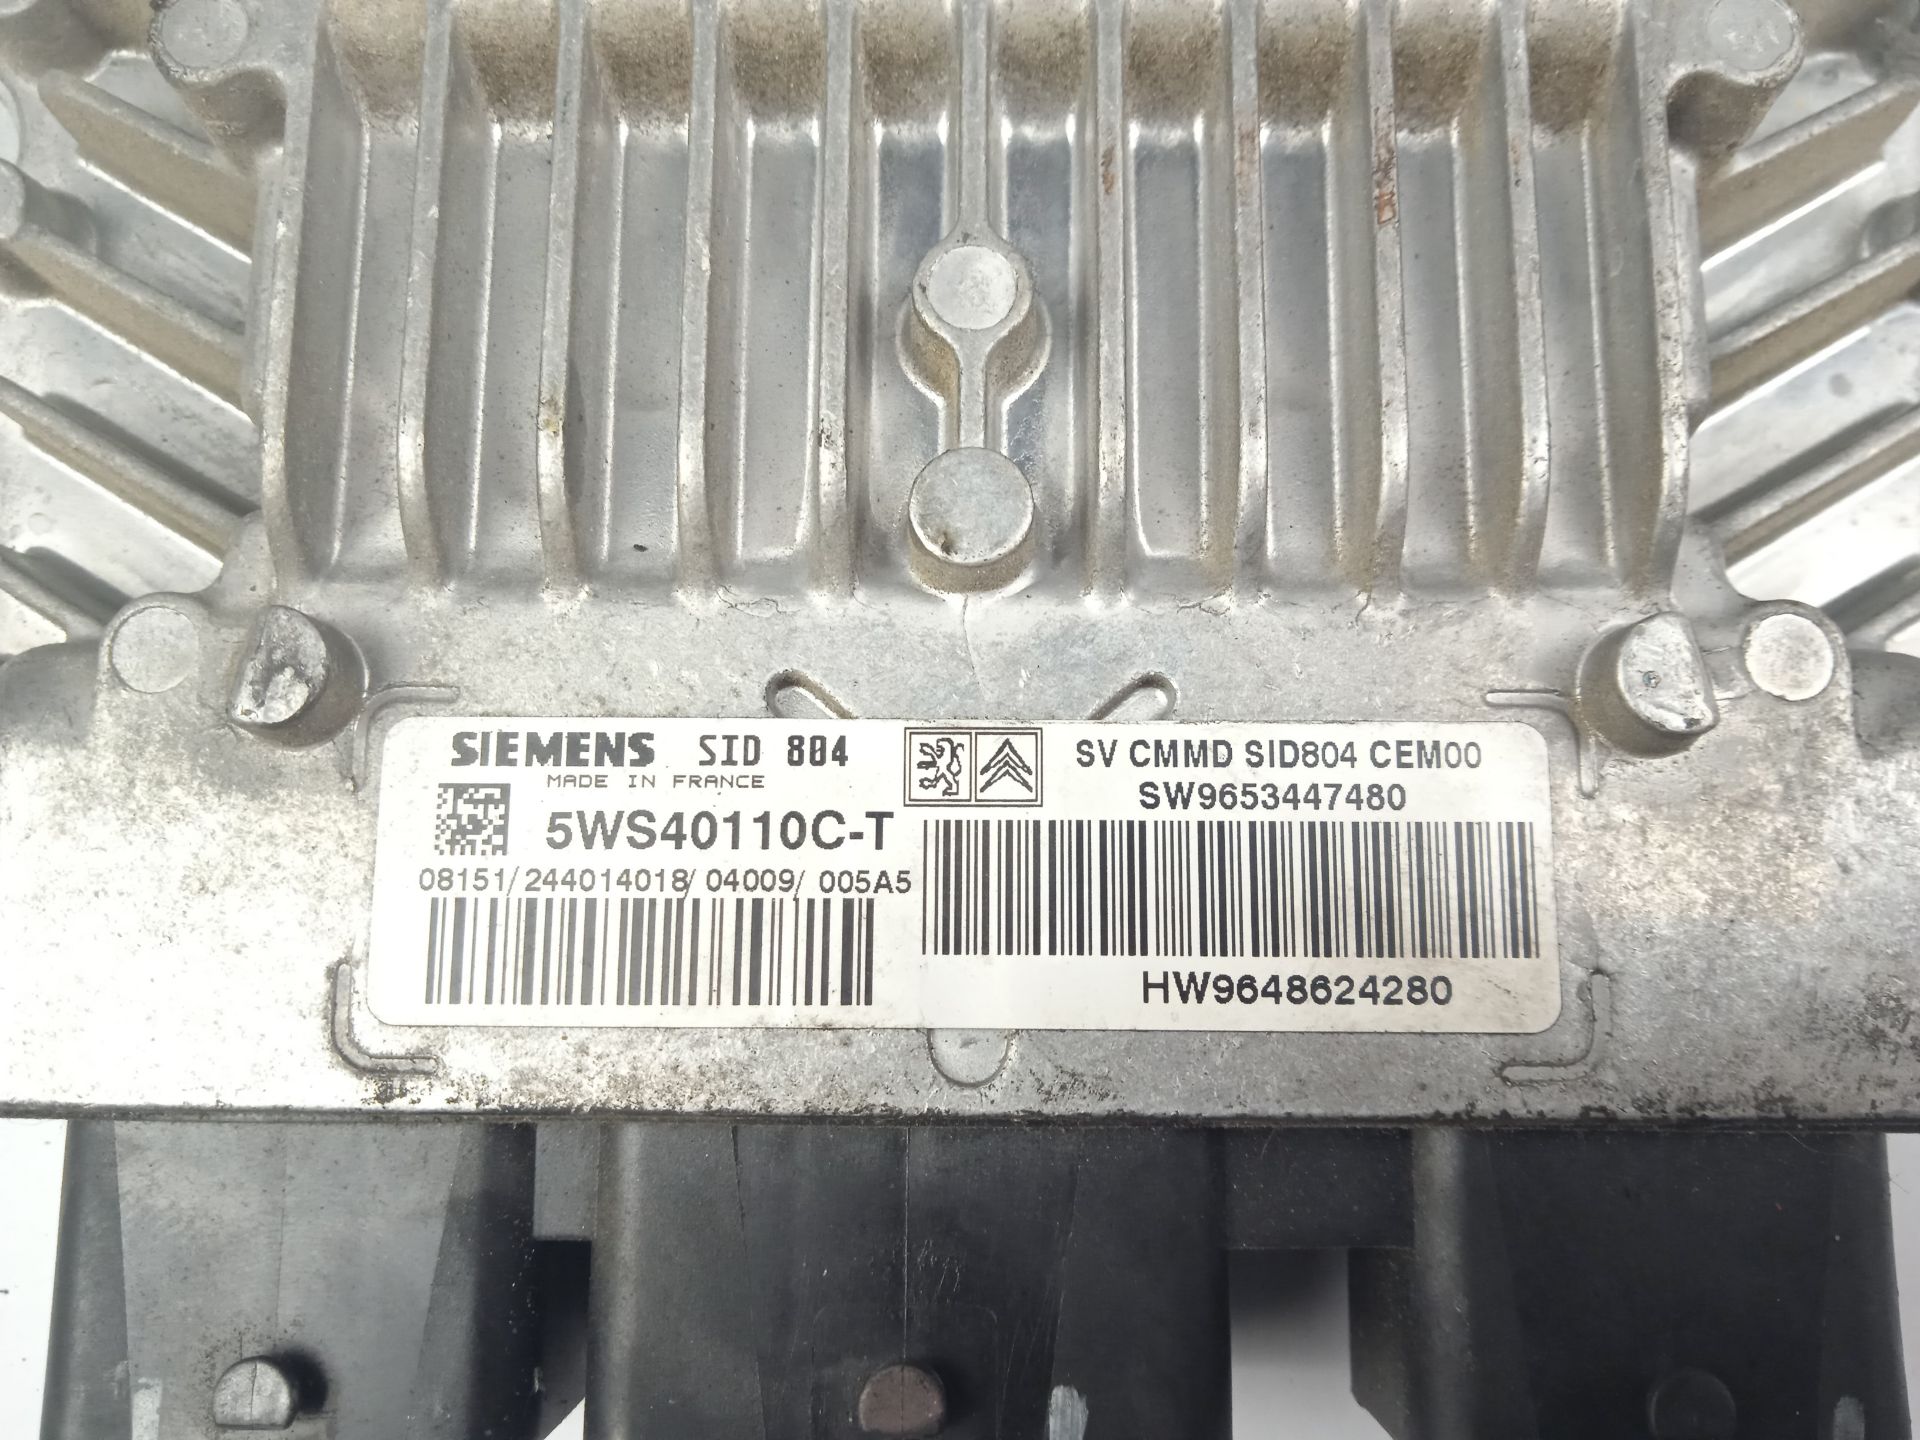 SIEMENS SID 804
MADE IN FRANCE
5WS40110C-T
08151/244014018/04009/005A5
SV CMMD SID804 CEM00
SW9653447480
HW9648624280